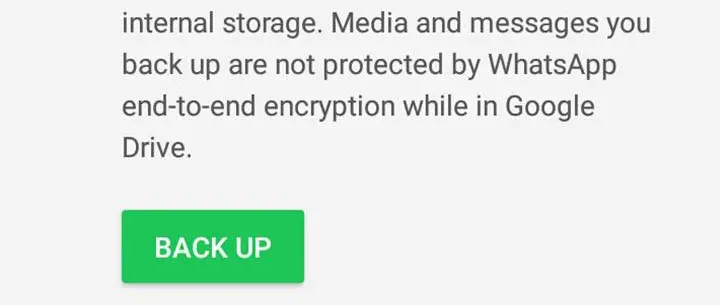 internal storage. Media and messages you
back up are not protected by WhatsApp
end-to-end encryption while in Google
Drive.
BACK UP